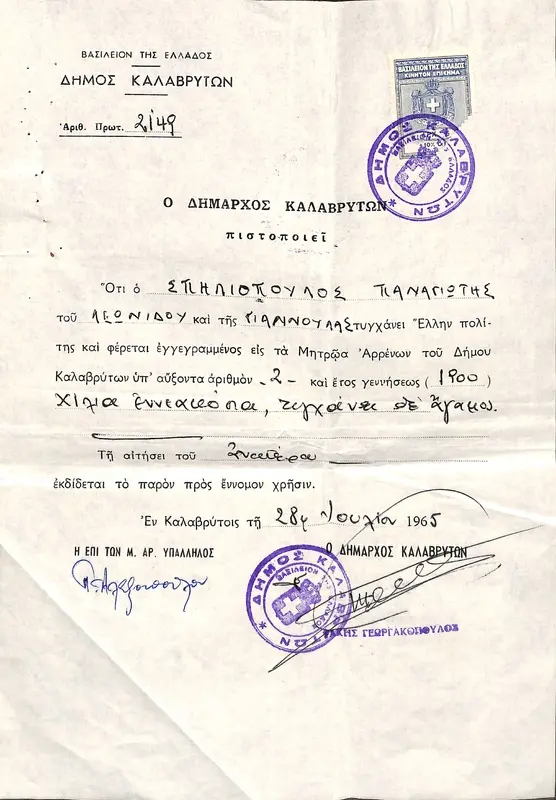 ΒΑΣΙΛΕΙΟΝ ΤΗΣ ΕΛΛΑΔΟΣ
ΔΗΜΟΣ ΚΑΛΑΒΡΥΤΩΝ
Ἀριθ. Πρωτ. 2149
ΒΑΣΙΛΕΙΟΝ ΤΗΣ ΕΛΛΑΔΟΣ
ΚΙΝΗΤΟΝ ΕΠΙΣΗΜΑ
ΔΗΜΟΣ ΚΑΛΑΒΡΥΤΩΝ
ΒΑΣΙΛΕΙΟΝ ΤΗΣ ΕΛΛΑΔΟΣ
Ο ΔΗΜΑΡΧΟΣ ΚΑΛΑΒΡΥΤΩΝ
πιστοποιεῖ
Ὅτι ὁ ΣΠΗΛΙΟΠΟΥΛΟΣ ΠΑΝΑΓΙΩΤΗΣ
τοῦ ΛΕΩΝΙΔΟΥ καὶ τῆς ΓΙΑΝΝΟΥΛΑΣ τυγχάνει Ἕλλην πολί-
της καὶ φέρεται ἐγγεγραμμένος εἰς τὰ Μητρῷα Ἀρρένων τοῦ Δήμου
Καλαβρύτων ὑπ' αὔξοντα ἀριθμὸν -2- καὶ ἔτος γεννήσεως (1900)
Χίλια ἐννεακόσια, τυγχάνει δὲ ἄγαμος.
Τῇ αἰτήσει τοῦ
ἐκδίδεται τὸ παρὸν πρὸς ἔννομον χρῆσιν.
Ἐν Καλαβρύτοις τῇ 28ῃ Ἰουλίου 1965
Η ΕΠΙ ΤΩΝ Μ. ΑΡ. ΥΠΑΛΛΗΛΟΣ
Ο ΔΗΜΑΡΧΟΣ ΚΑΛΑΒΡΥΤΩΝ
ΔΗΜΟΣ ΚΑΛΑΒΡΥΤΩΝ
ΒΑΣΙΛΕΙΟΝ ΤΗΣ ΕΛΛΑΔΟΣ
ΓΕΩΡΓΑΚΟΠΟΥΛΟΣ